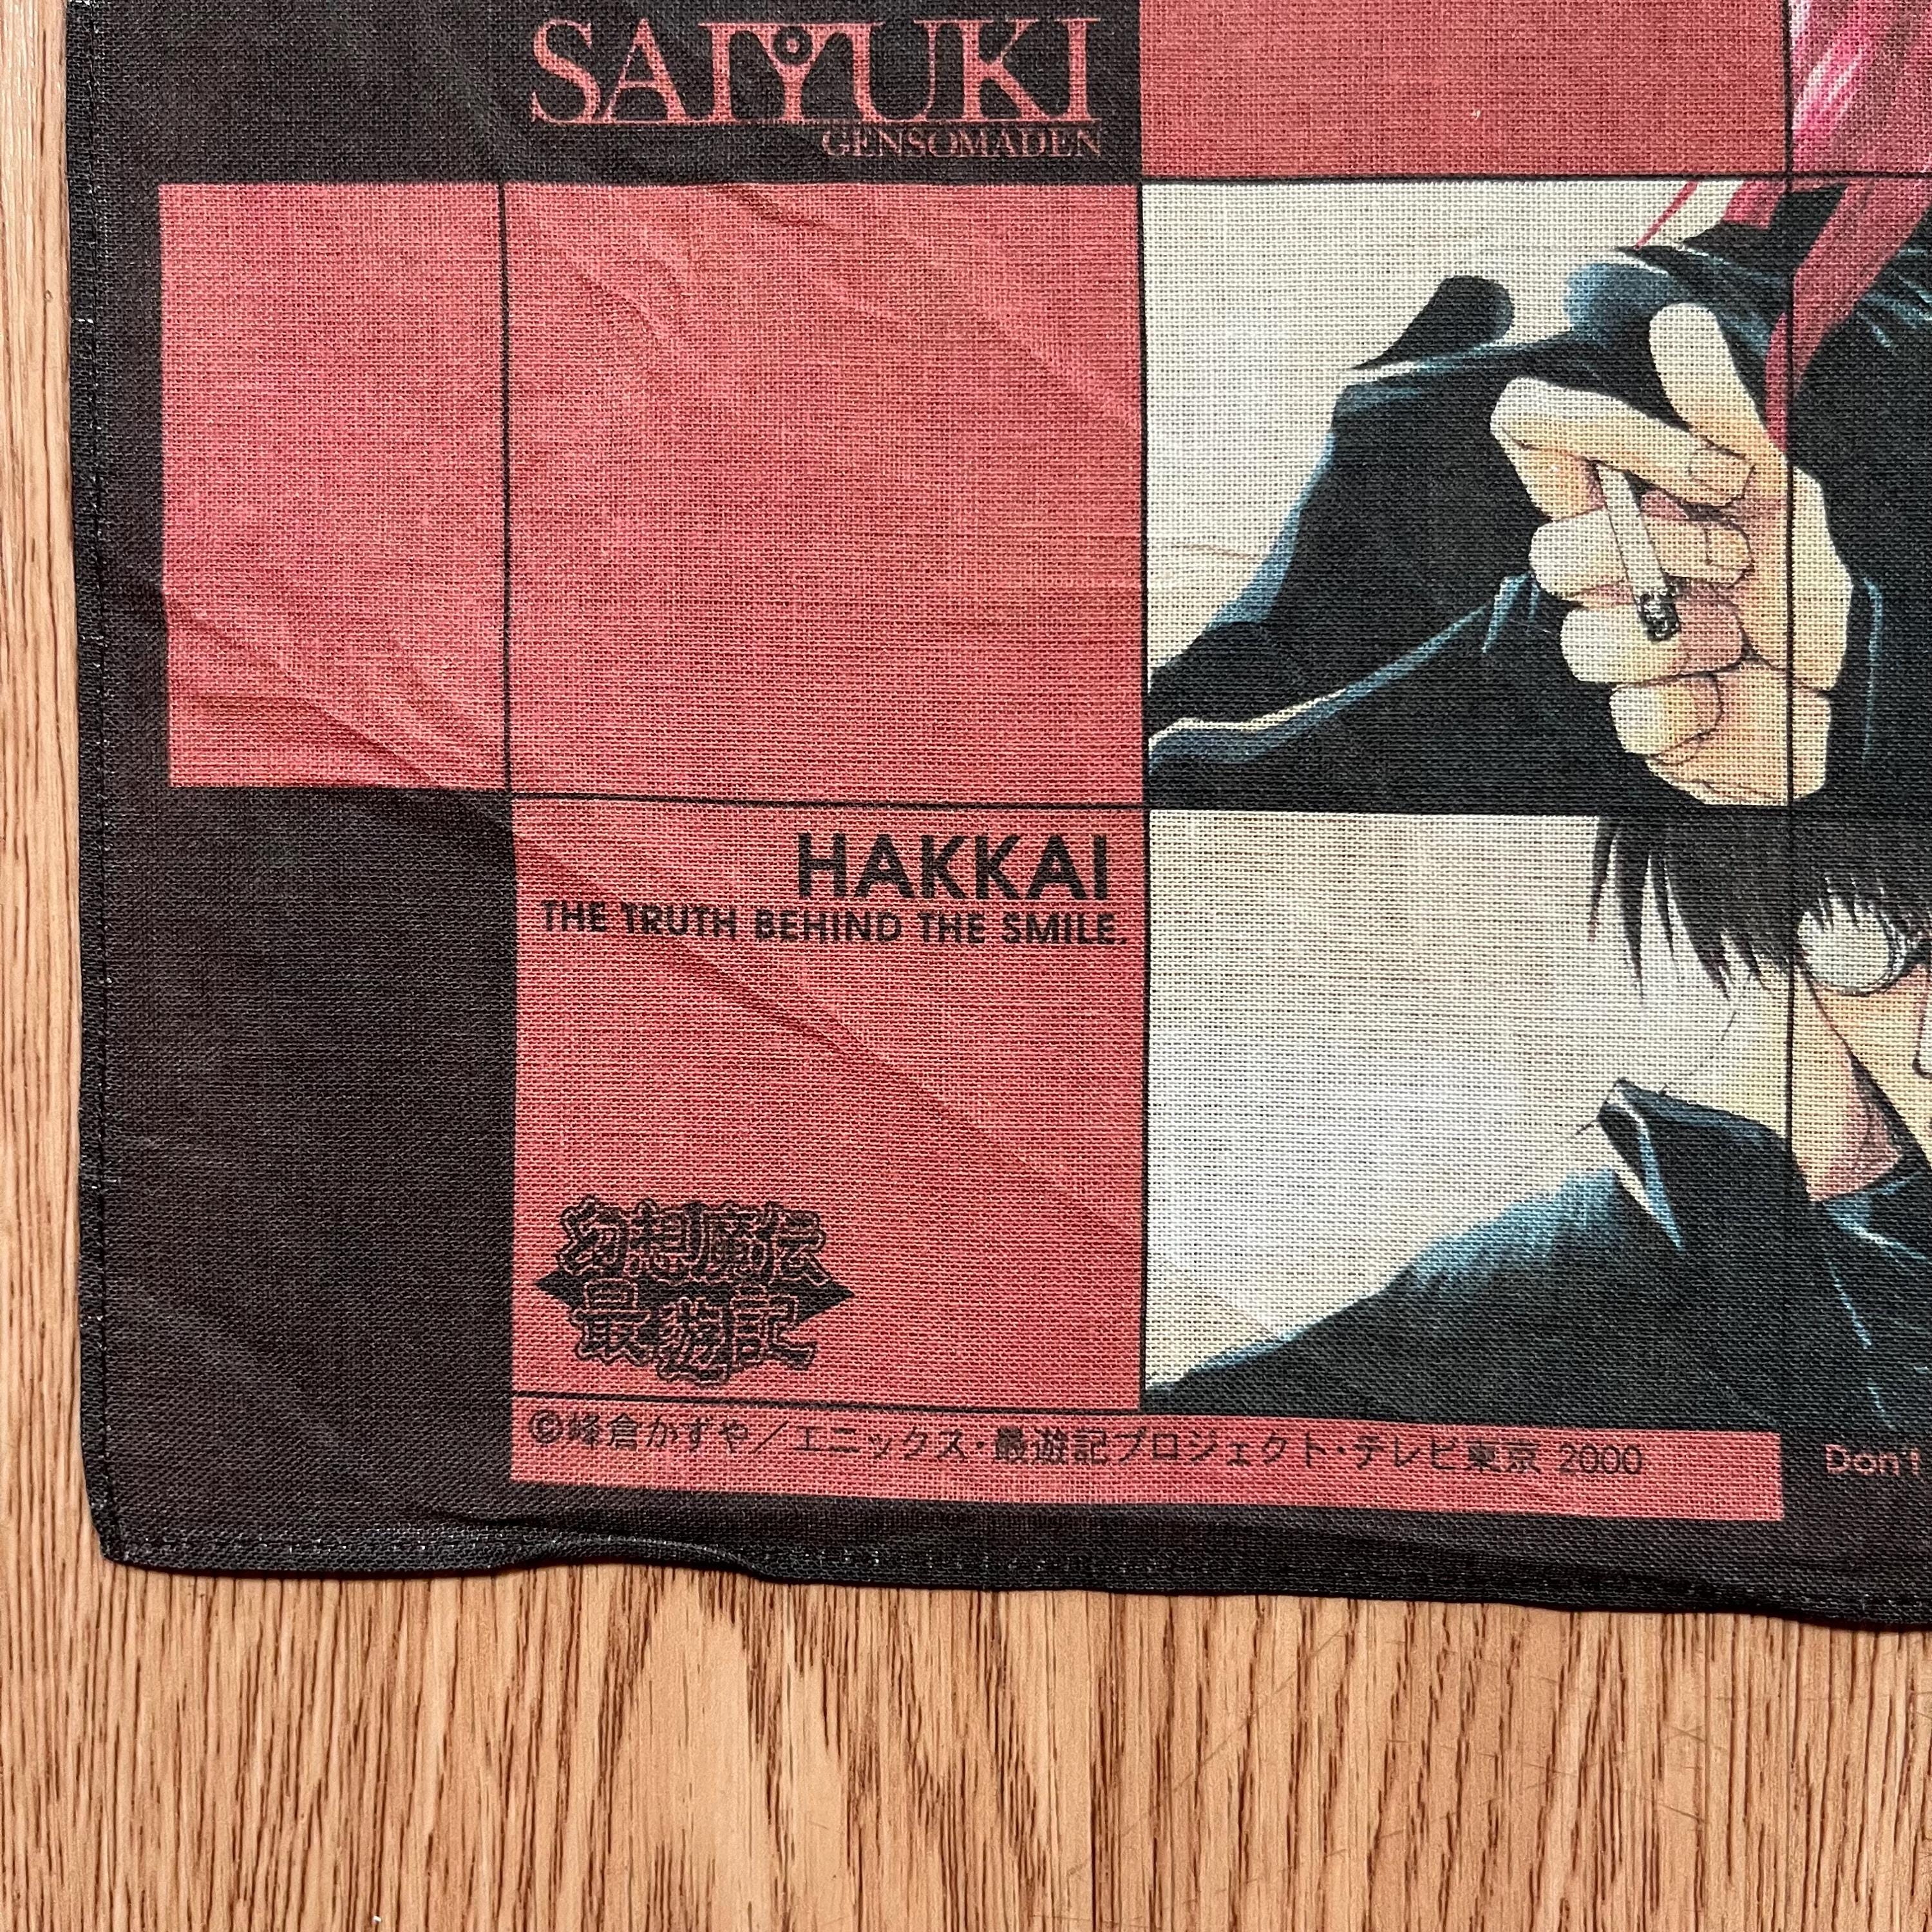 SAIYUKI
GENSOMADEN
HAKKAI
THE TRUTH BEHIND THE SMILE.
幻想魔伝
最遊記
©峰倉かずや／エニックス・最遊記プロジェクト・テレビ東京 2000
Don't